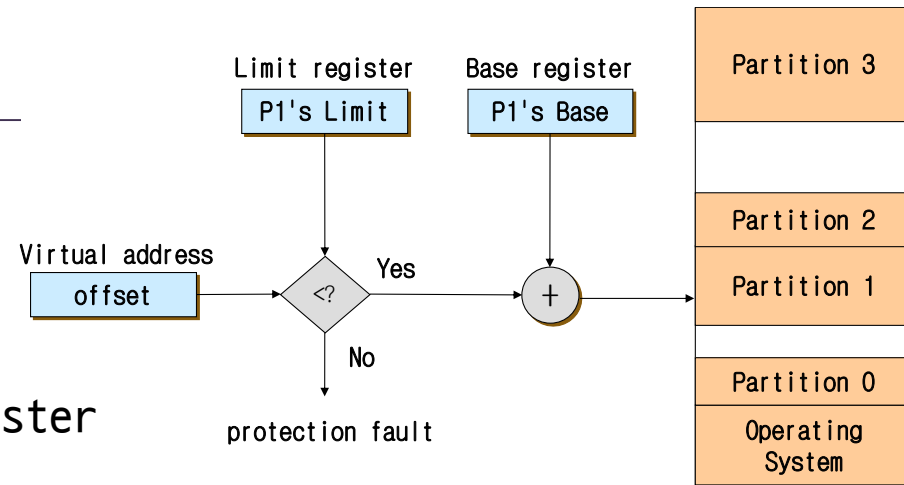 Limit register
Base register
P1's Limit
P1's Base
Virtual address
offset
<?
Yes
+
No
protection fault
ster
Partition 3
Partition 2
Partition 1
Partition 0
Operating
System